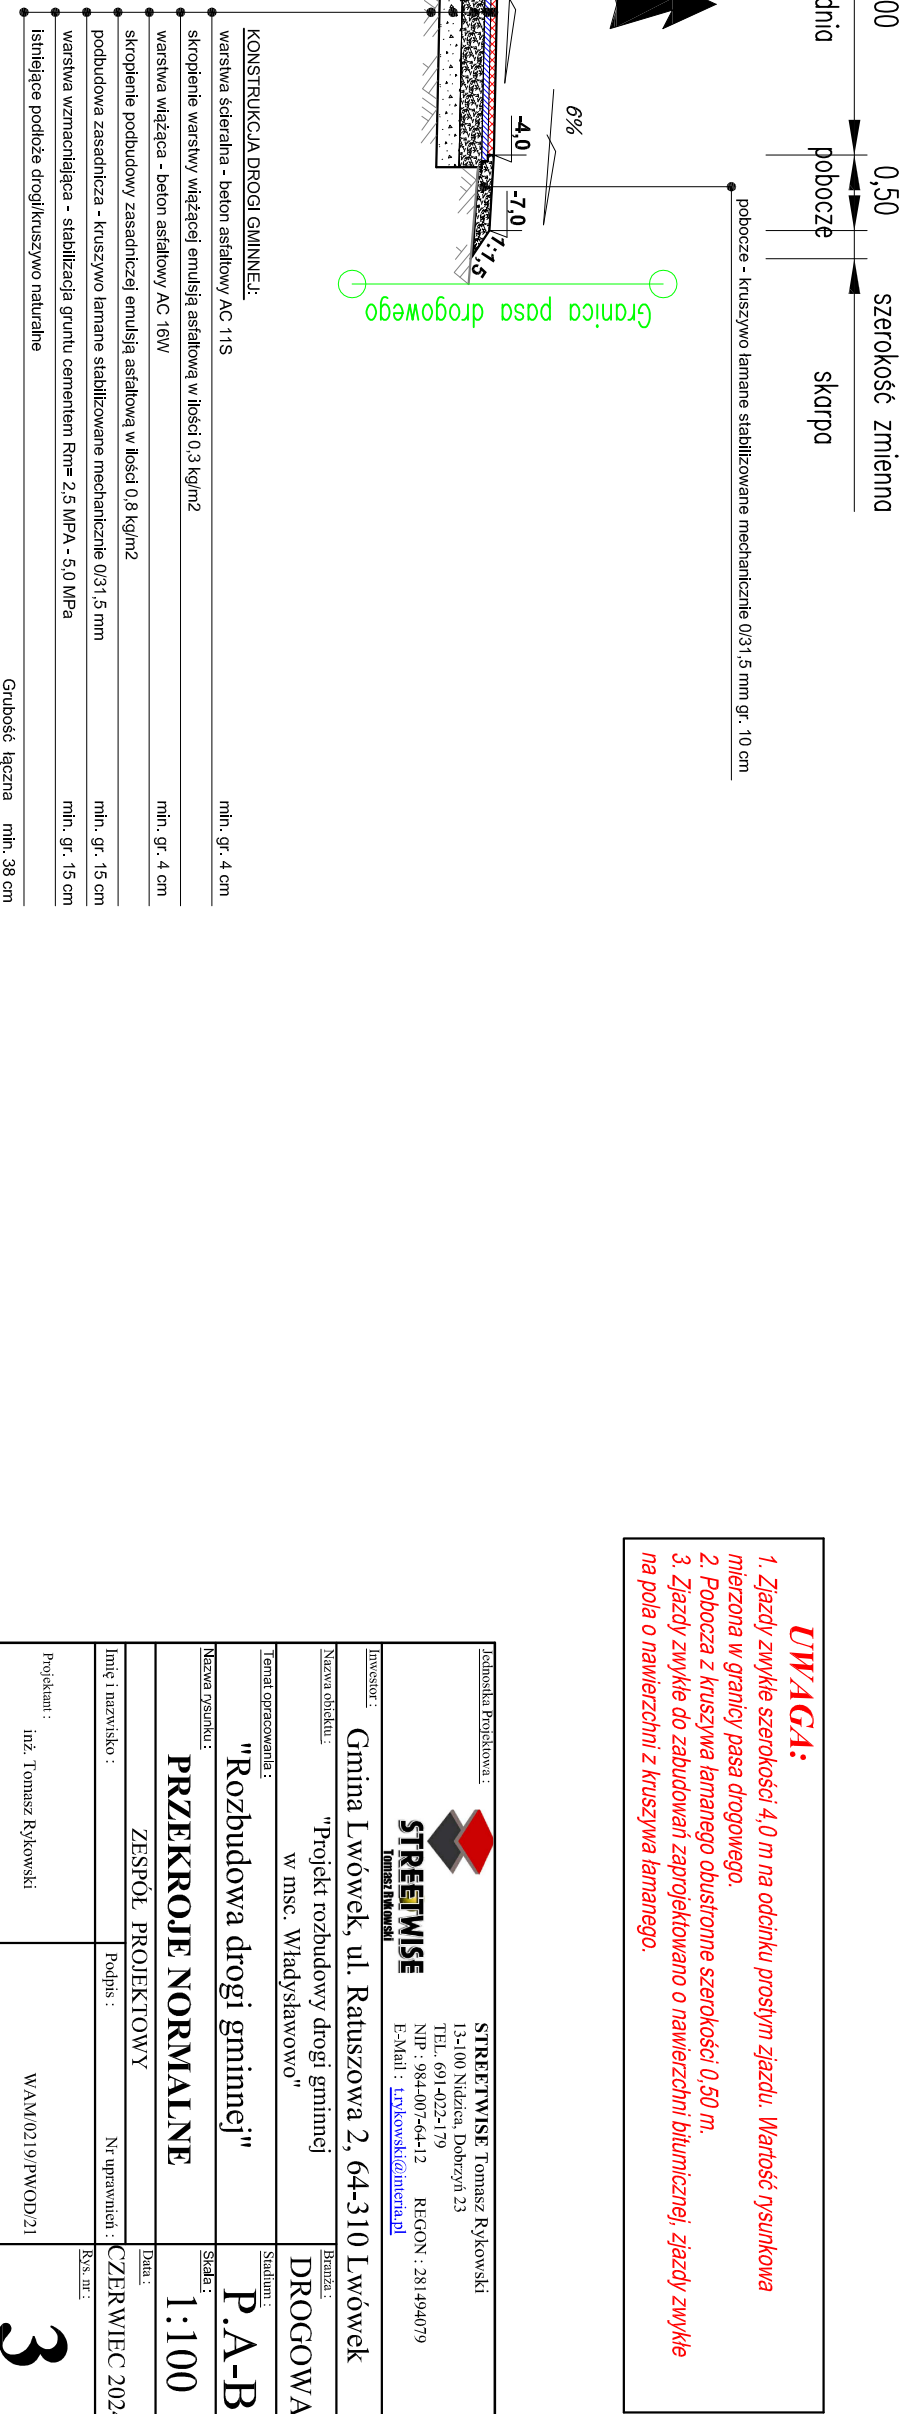 00
0,50
szerokość zmienna
dnia
pobocze
skarpa
pobocze - kruszywo łamane stabilizowane mechanicznie 0/31,5 mm gr. 10 cm
6%
-4,0
-7,0
1:1,5
Granica pasa drogowego
KONSTRUKCJA DROGI GMINNEJ:
warstwa ścieralna - beton asfaltowy AC 11S min. gr. 4 cm
skropienie warstwy wiążącej emulsją asfaltową w ilości 0,3 kg/m2
warstwa wiążąca - beton asfaltowy AC 16W min. gr. 4 cm
skropienie podbudowy zasadniczej emulsją asfaltową w ilości 0,8 kg/m2
podbudowa zasadnicza - kruszywo łamane stabilizowane mechanicznie 0/31,5 mm min. gr. 15 cm
warstwa wzmacniająca - stabilizacja gruntu cementem Rm= 2,5 MPA - 5,0 MPa min. gr. 15 cm
istniejące podłoże drogi/kruszywo naturalne
Grubość łączna min. 38 cm
UWAGA:
1. Zjazdy zwykłe szerokości 4,0 m na odcinku prostym zjazdu. Wartość rysunkowa
mierzona w granicy pasa drogowego.
2. Pobocza z kruszywa łamanego obustronne szerokości 0,50 m.
3. Zjazdy zwykłe do zabudowań zaprojektowano o nawierzchni bitumicznej, zjazdy zwykłe
na pola o nawierzchni z kruszywa łamanego.
Jednostka Projektowa :
STREETWISE
Tomasz Rykowski
STREETWISE Tomasz Rykowski
13-100 Nidzica, Dobrzyń 23
TEL. 691-022-179
NIP : 984-007-64-12 REGON : 281494079
E-Mail : t.rykowski@interia.pl
Inwestor :
Gmina Lwówek, ul. Ratuszowa 2, 64-310 Lwówek
Nazwa obiektu :
"Projekt rozbudowy drogi gminnej
w msc. Władysławowo"
Branża :
DROGOWA
Temat opracowania :
"Rozbudowa drogi gminnej"
Stadium :
P.A-B
Nazwa rysunku :
PRZEKROJE NORMALNE
Skala :
1:100
ZESPÓŁ PROJEKTOWY
Data :
CZERWIEC 2024
Imię i nazwisko :
Podpis :
Nr uprawnień :
Rys. nr :
3
Projektant :
inż. Tomasz Rykowski
WAM/0219/PWOD/21